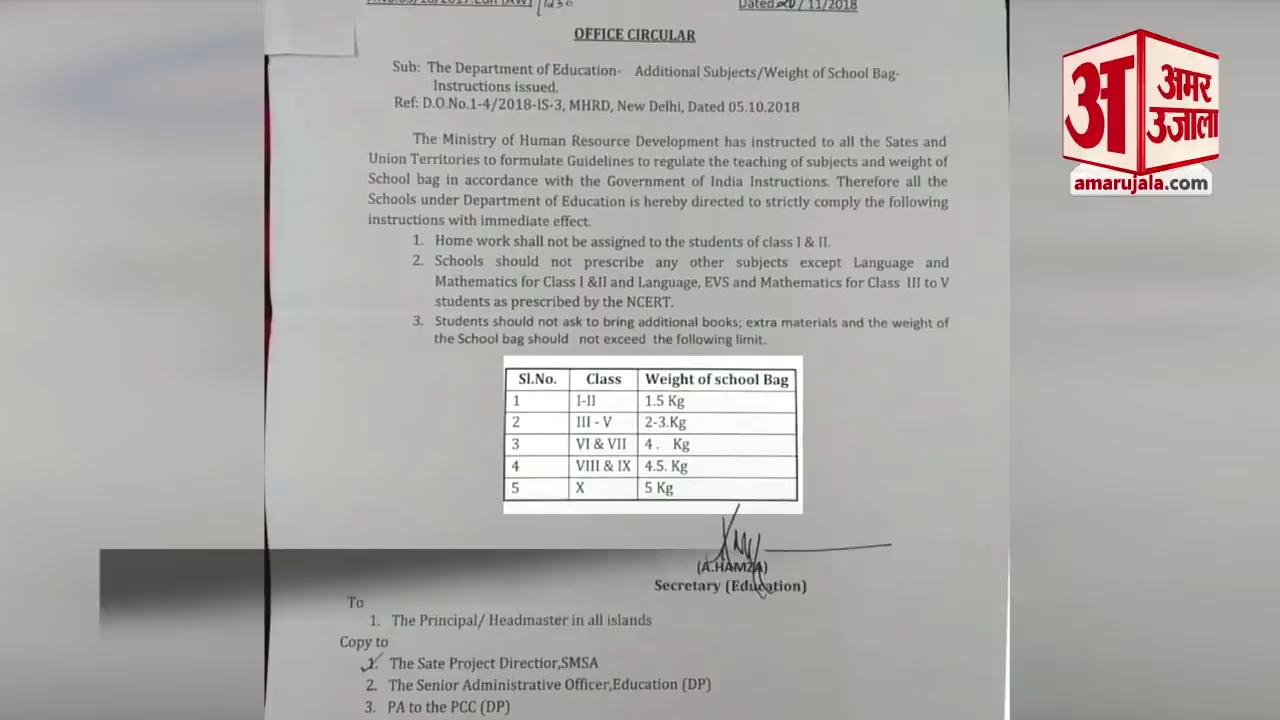 Dated 20/11/2018
OFFICE CIRCULAR
Sub: The Department of Education- Additional Subjects/Weight of School Bag-
Instructions issued.
Ref: D.O.No.1-4/2018-IS-3, MHRD, New Delhi, Dated 05.10.2018
The Ministry of Human Resource Development has instructed to all the Sates and
Union Territories to formulate Guidelines to regulate the teaching of subjects and weight of
School bag in accordance with the Government of India Instructions. Therefore all the
Schools under Department of Education is hereby directed to strictly comply the following
instructions with immediate effect.
1. Home work shall not be assigned to the students of class I & II.
2. Schools should not prescribe any other subjects except Language and
Mathematics for Class I &II and Language, EVS and Mathematics for Class III to V
students as prescribed by the NCERT.
3. Students should not ask to bring additional books; extra materials and the weight of
the School bag should not exceed the following limit.
Sl.No. Class Weight of school Bag
1 I-II 1.5 Kg
2 III - V 2-3.Kg
3 VI & VII 4 . Kg
4 VIII & IX 4.5. Kg
5 X 5 Kg
(A.HAMZA)
Secretary (Education)
To
1. The Principal/ Headmaster in all islands
Copy to
1. The Sate Project Directior,SMSA
2. The Senior Administrative Officer,Education (DP)
3. PA to the PCC (DP)
अ
अमर
उजाला
amarujala.com